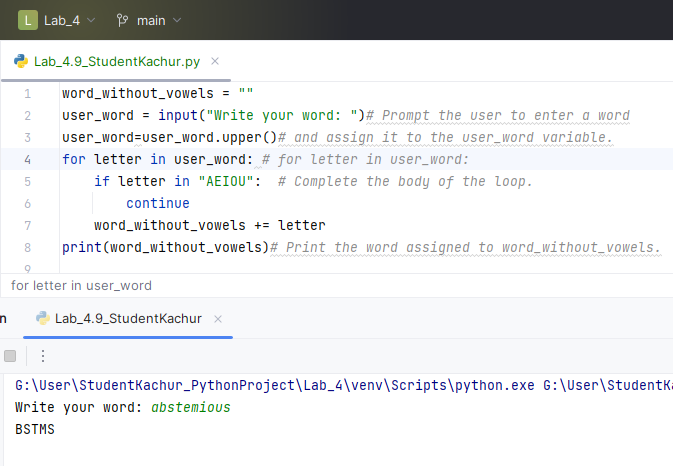 L Lab_4 main
Lab_4.9_StudentKachur.py
1 word_without_vowels = ""
2 user_word = input("Write your word: ")# Prompt the user to enter a word
3 user_word=user_word.upper()# and assign it to the user_word variable.
4 for letter in user_word: # for letter in user_word:
5     if letter in "AEIOU":  # Complete the body of the loop.
6         continue
7     word_without_vowels += letter
8 print(word_without_vowels)# Print the word assigned to word_without_vowels.
9
for letter in user_word
n Lab_4.9_StudentKachur
G:\User\StudentKachur_PythonProject\Lab_4\venv\Scripts\python.exe G:\User\StudentKa
Write your word: abstemious
BSTMS